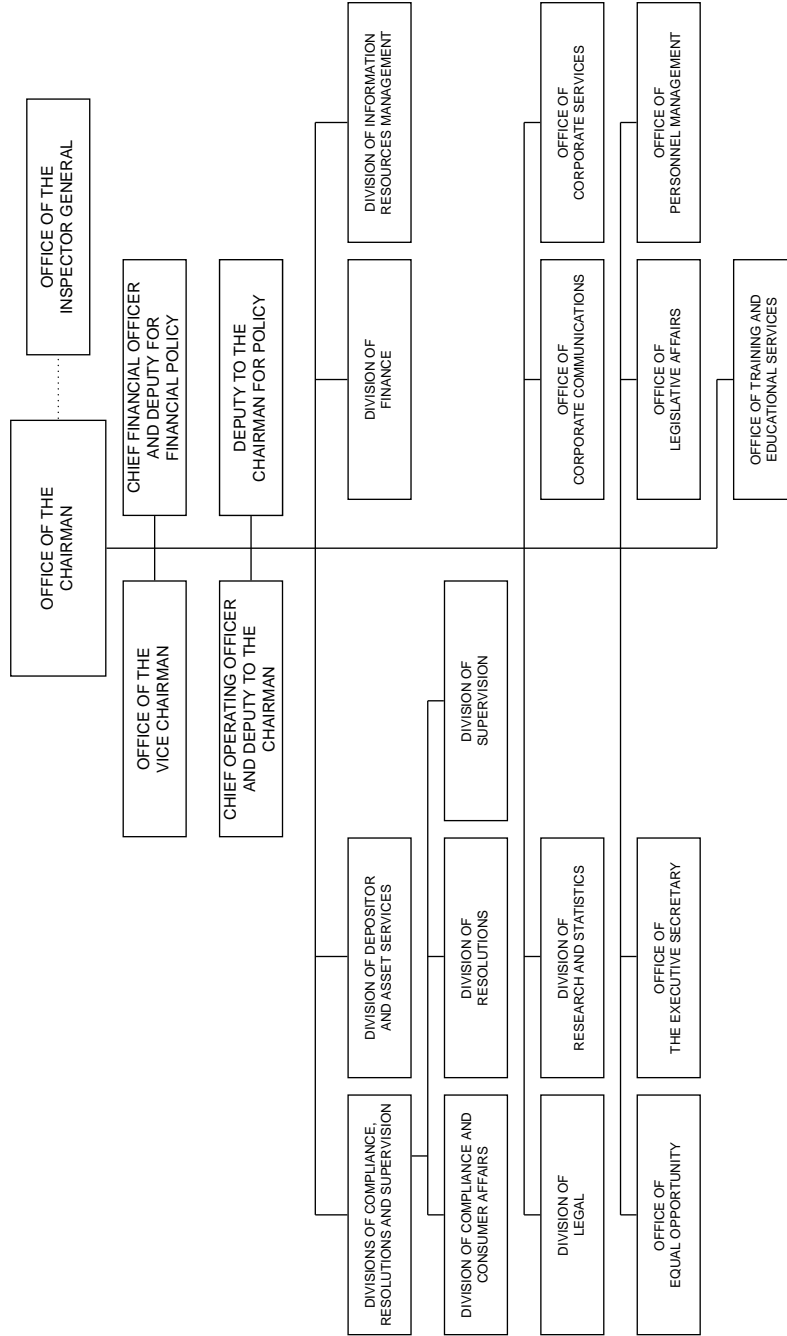 OFFICE OF THE
CHAIRMAN
OFFICE OF THE
INSPECTOR GENERAL
OFFICE OF THE
VICE CHAIRMAN
CHIEF FINANCIAL OFFICER
AND DEPUTY FOR
FINANCIAL POLICY
CHIEF OPERATING OFFICER
AND DEPUTY TO THE
CHAIRMAN
DEPUTY TO THE
CHAIRMAN FOR POLICY
DIVISIONS OF COMPLIANCE,
RESOLUTIONS AND SUPERVISION
DIVISION OF DEPOSITOR
AND ASSET SERVICES
DIVISION OF
FINANCE
DIVISION OF INFORMATION
RESOURCES MANAGEMENT
DIVISION OF COMPLIANCE AND
CONSUMER AFFAIRS
DIVISION OF
RESOLUTIONS
DIVISION OF
SUPERVISION
DIVISION OF
LEGAL
DIVISION OF
RESEARCH AND STATISTICS
OFFICE OF
CORPORATE COMMUNICATIONS
OFFICE OF
CORPORATE SERVICES
OFFICE OF
EQUAL OPPORTUNITY
OFFICE OF
THE EXECUTIVE SECRETARY
OFFICE OF
LEGISLATIVE AFFAIRS
OFFICE OF
PERSONNEL MANAGEMENT
OFFICE OF TRAINING AND
EDUCATIONAL SERVICES